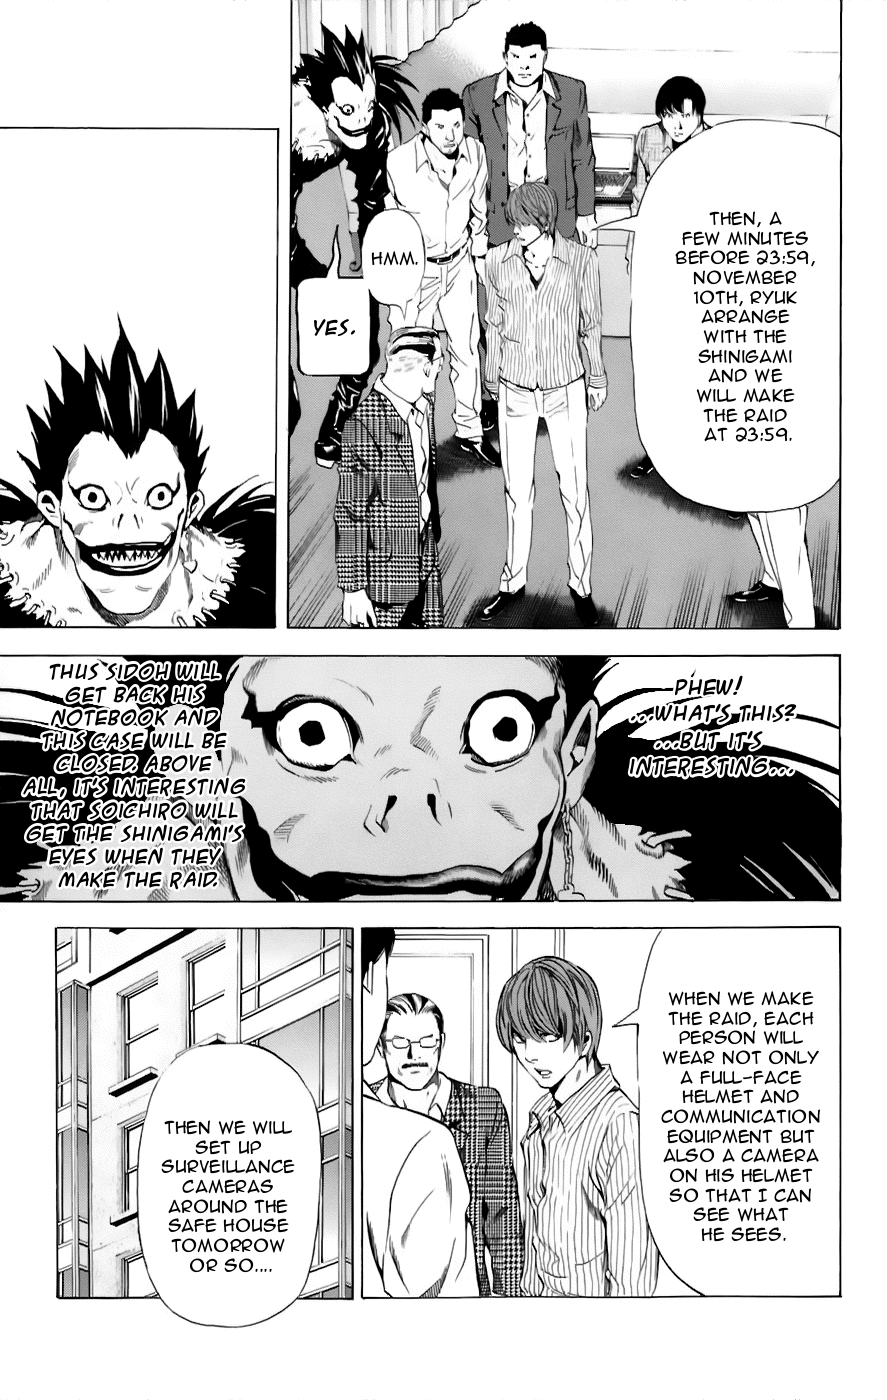 THEN, A
FEW MINUTES
BEFORE 23:59,
NOVEMBER
10TH, RYUK
ARRANGE
WITH THE
SHINIGAMI
AND WE
WILL MAKE
THE RAID
AT 23:59.
HMM.
YES.
PHEW!
...WHAT'S THIS?
...BUT IT'S
INTERESTING...
THUS SIDOH WILL
GET BACK HIS
NOTEBOOK AND
THIS CASE WILL BE
CLOSED. ABOVE
ALL, IT'S INTERESTING
THAT SOICHIRO WILL
GET THE SHINIGAMI'S
EYES WHEN THEY
MAKE THE RAID.
WHEN WE MAKE
THE RAID, EACH
PERSON WILL
WEAR NOT ONLY
A FULL-FACE
HELMET AND
COMMUNICATION
EQUIPMENT BUT
ALSO A CAMERA
ON HIS HELMET
SO THAT I CAN
SEE WHAT
HE SEES.
THEN WE WILL
SET UP
SURVEILLANCE
CAMERAS
AROUND THE
SAFE HOUSE
TOMORROW
OR SO....